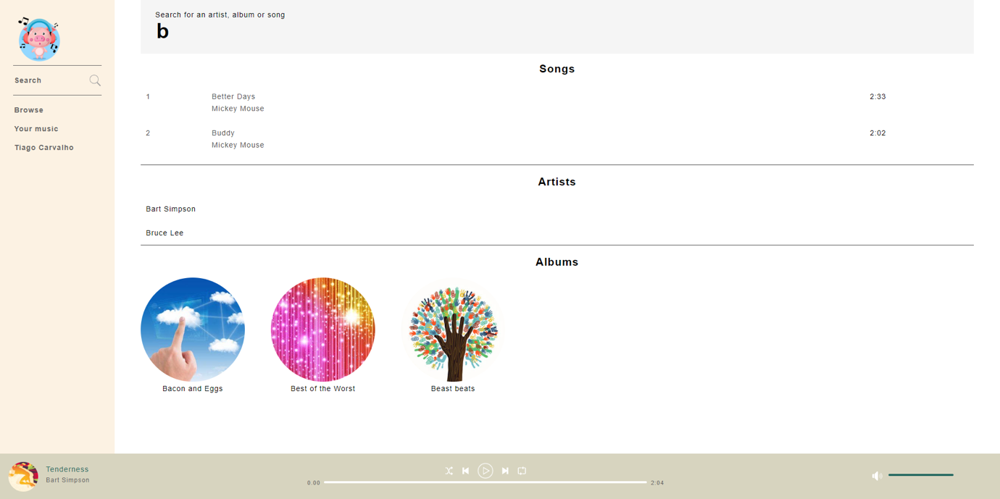 Search for an artist, album or song
b
Search
Browse
Your music
Tiago Carvalho
Songs
1 Better Days 2:33
Mickey Mouse
2 Buddy 2:02
Mickey Mouse
Artists
Bart Simpson
Bruce Lee
Albums
Bacon and Eggs
Best of the Worst
Beast beats
Tenderness
Bart Simpson
0.00
2:04